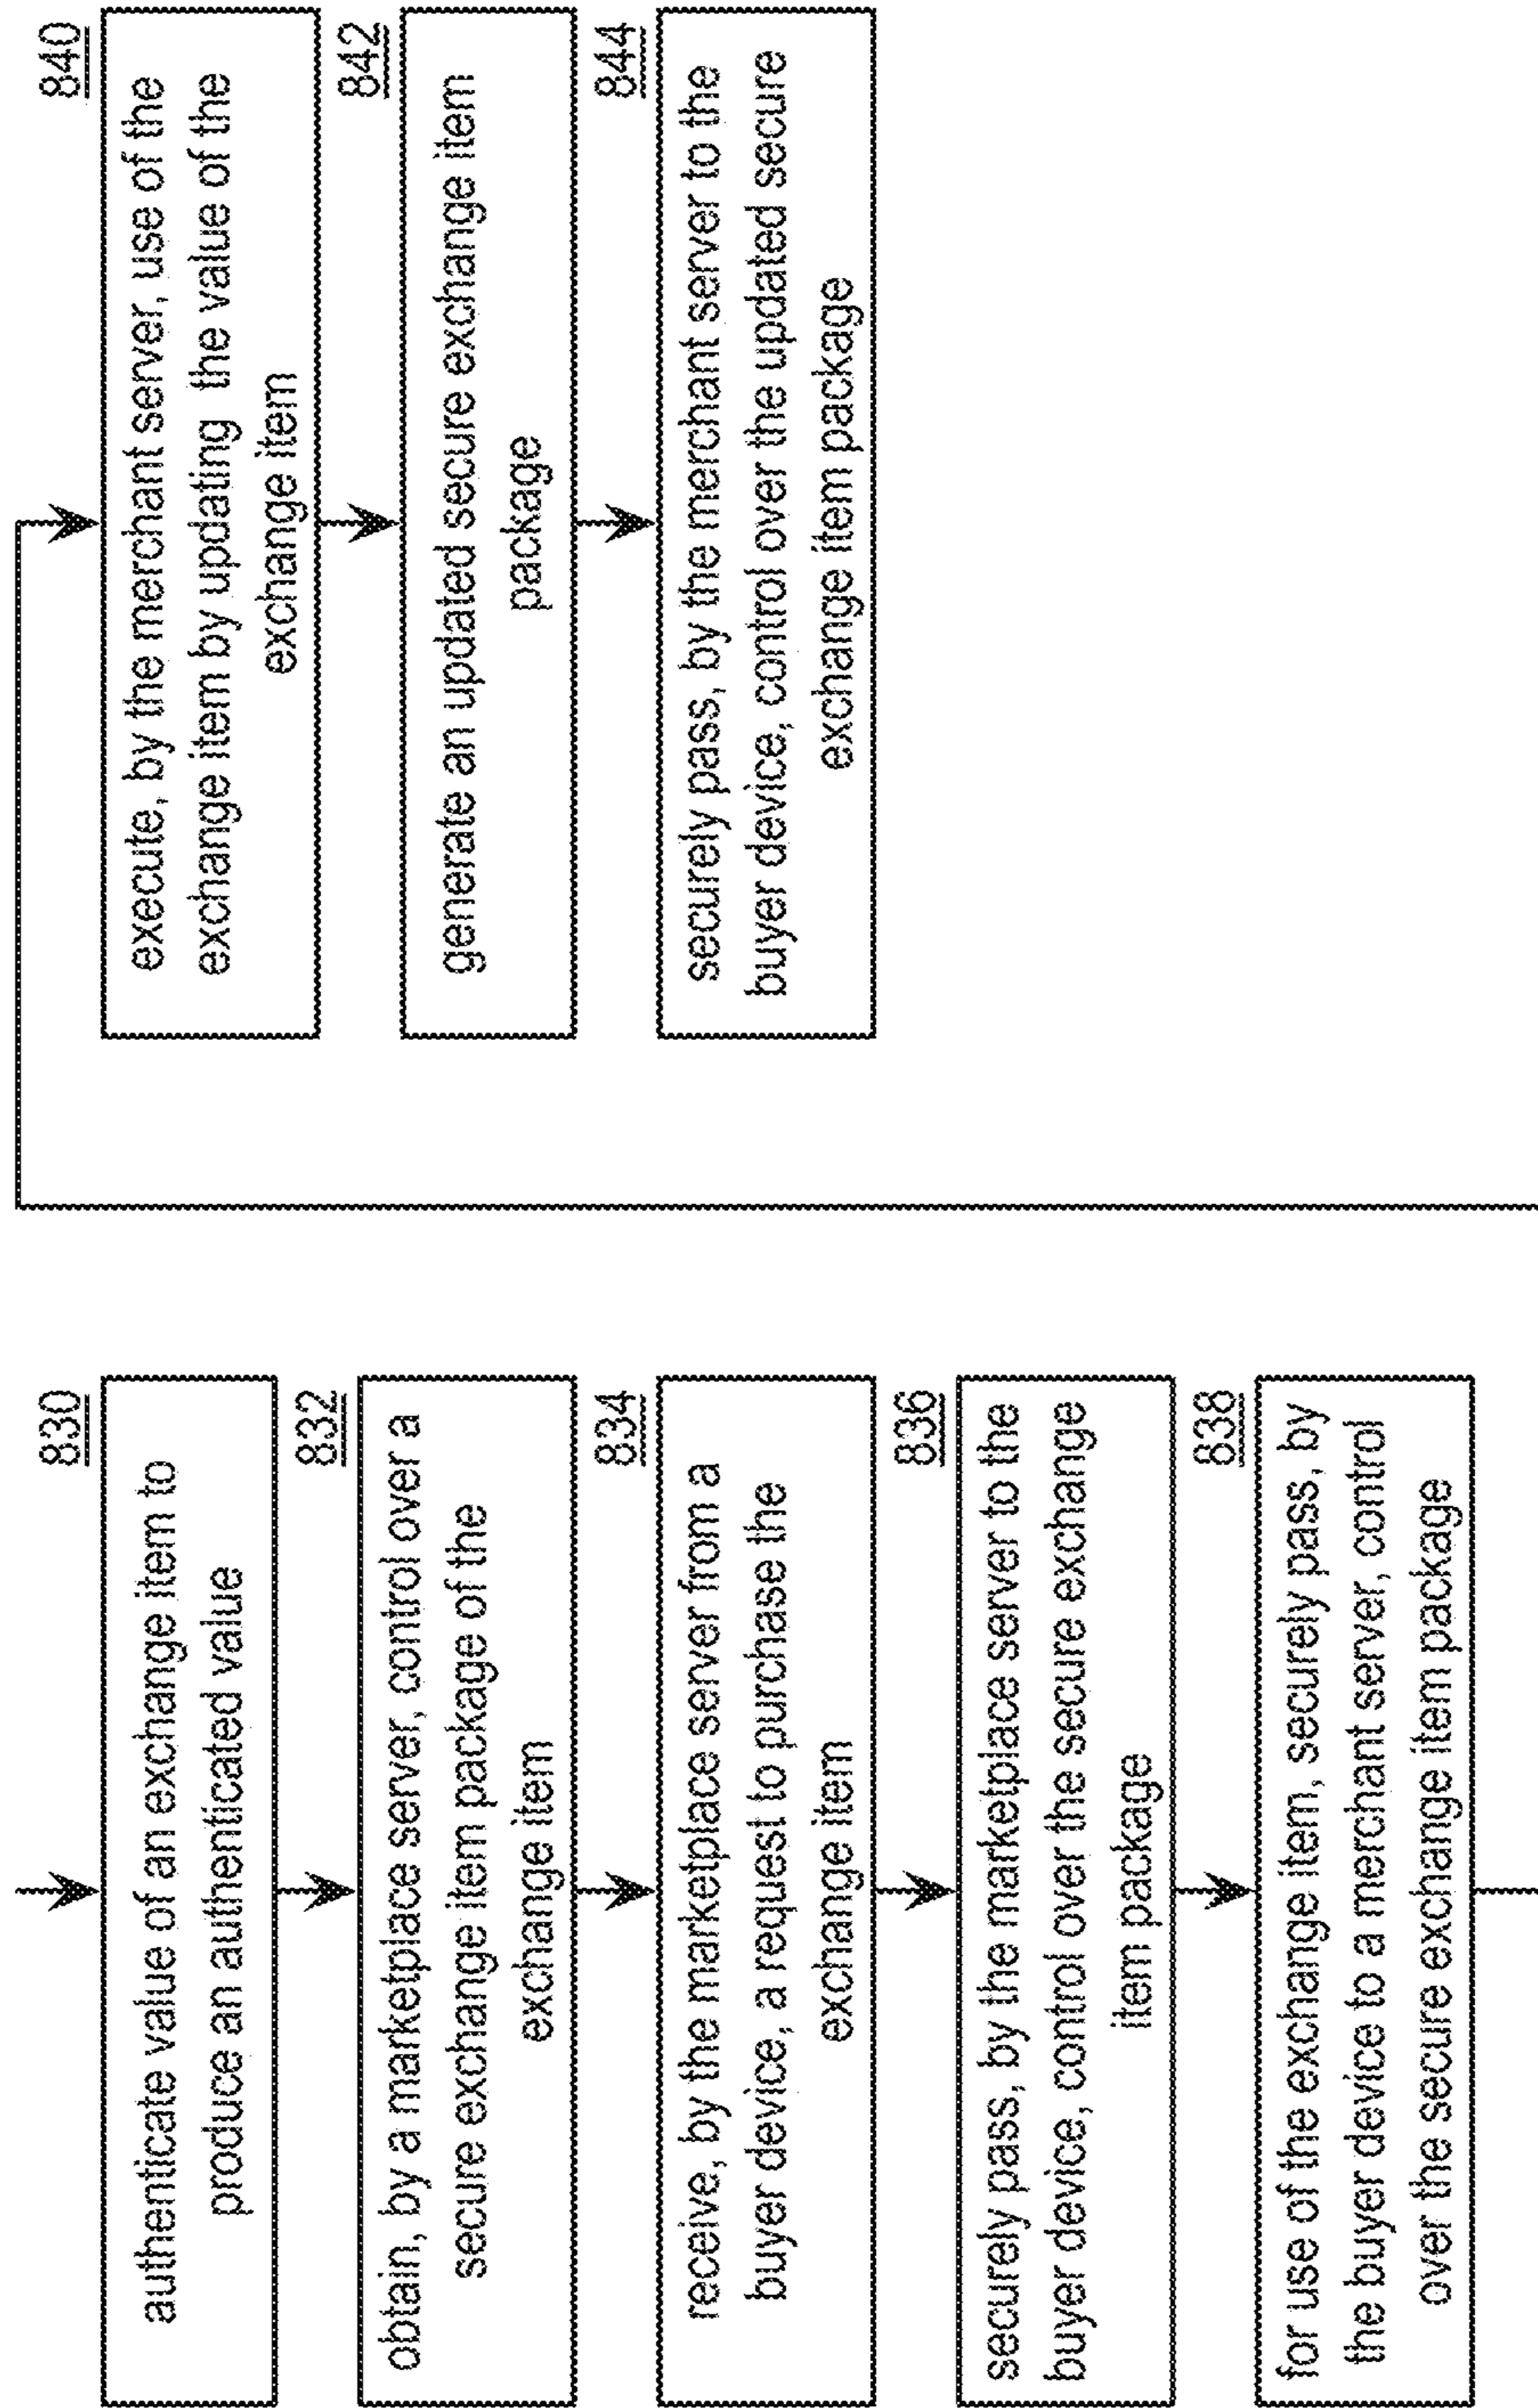 830
authenticate value of an exchange item to
produce an authenticated value
832
obtain, by a marketplace server, control over a
secure exchange item package of the
exchange item
834
receive, by the marketplace server from a
buyer device, a request to purchase the
exchange item
836
securely pass, by the marketplace server to the
buyer device, control over the secure exchange
item package
838
for use of the exchange item, securely pass, by
the buyer device to a merchant server, control
over the secure exchange item package
840
execute, by the merchant server, use of the
exchange item by updating the value of the
exchange item
842
generate an updated secure exchange item
package
844
securely pass, by the merchant server to the
buyer device, control over the updated secure
exchange item package